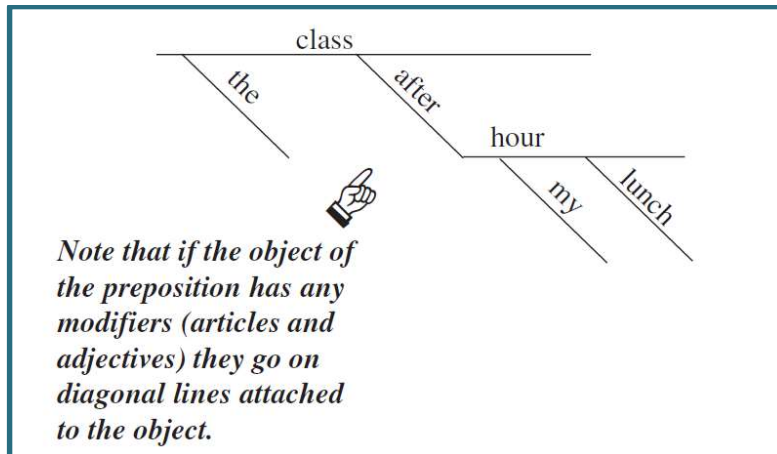 class
the
after
hour
my
lunch
Note that if the object of
the preposition has any
modifiers (articles and
adjectives) they go on
diagonal lines attached
to the object.